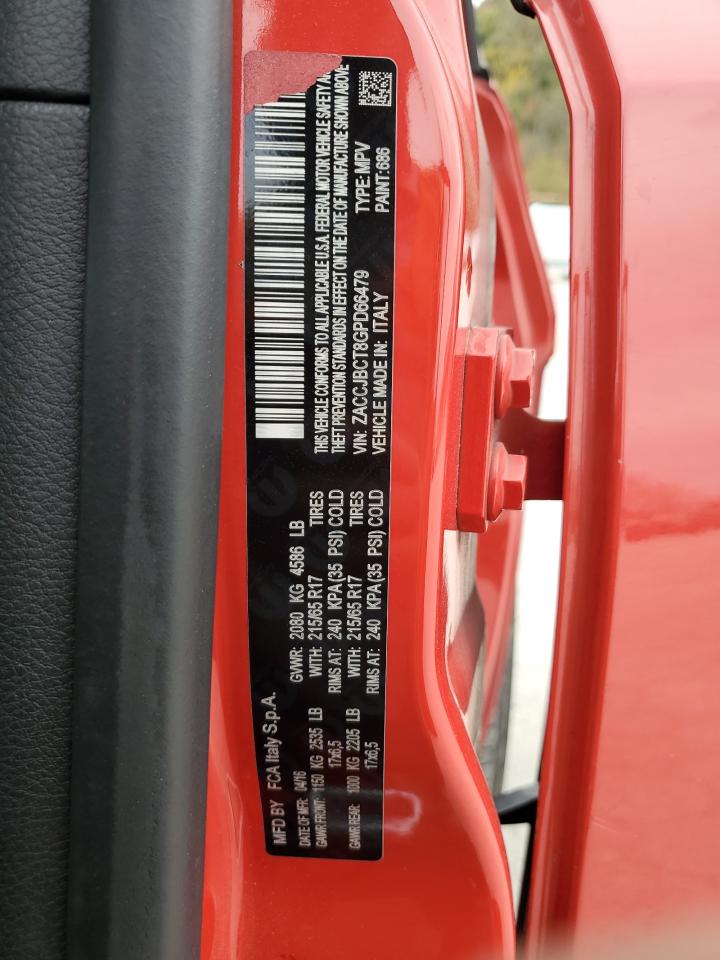 MFD BY FCA Italy S.p.A.
DATE OF MFR: 04/16 GVWR: 2080 KG 4586 LB
GAWR FRONT: 1150 KG 2535 LB WITH: 215/65 R17 TIRES
17x6,5 RIMS AT: 240 KPA (35 PSI) COLD
GAWR REAR: 1000 KG 2205 LB WITH: 215/65 R17 TIRES
17x6,5 RIMS AT: 240 KPA (35 PSI) COLD
THIS VEHICLE CONFORMS TO ALL APPLICABLE U.S.A. FEDERAL MOTOR VEHICLE SAFETY
THEFT PREVENTION STANDARDS IN EFFECT ON THE DATE OF MANUFACTURE SHOWN ABOVE:
VIN: ZACCJBCT8GPD66479 TYPE: MPV
VEHICLE MADE IN: ITALY PAINT: 686